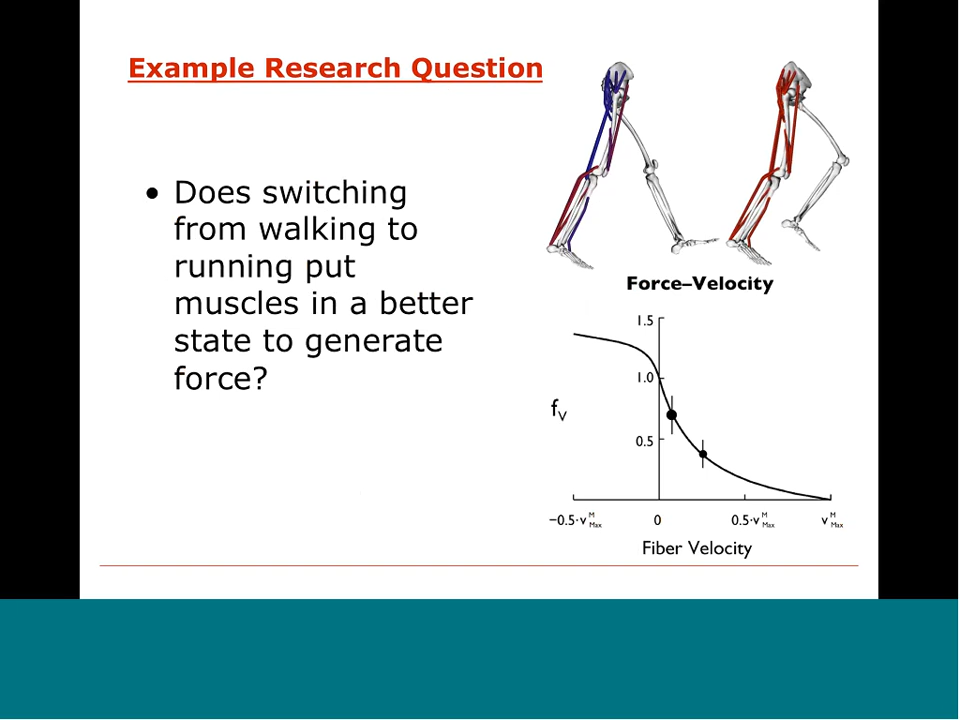 Example Research Question
• Does switching
from walking to
running put
muscles in a better
state to generate
force?
Force–Velocity
1.5
1.0
0.5
fV
−0.5·vMMax
0
0.5·vMMax
vMMax
Fiber Velocity